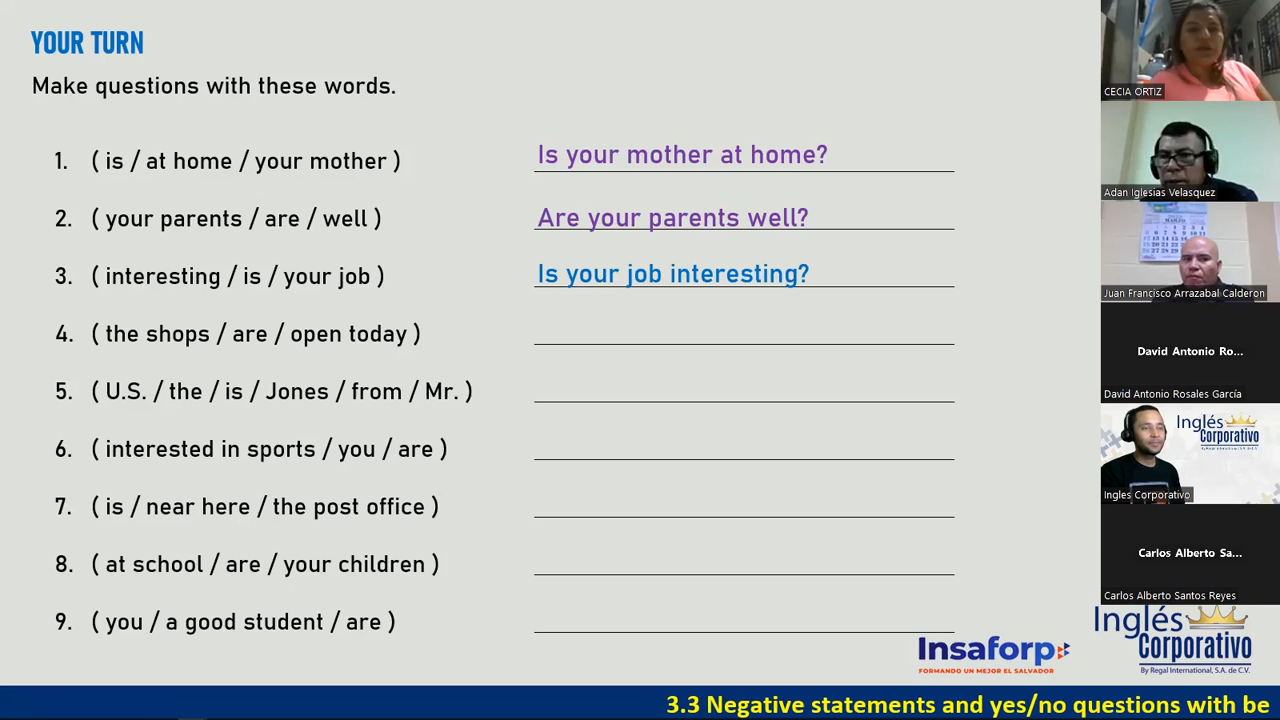 YOUR TURN
Make questions with these words.
1. ( is / at home / your mother ) Is your mother at home?
2. ( your parents / are / well ) Are your parents well?
3. ( interesting / is / your job ) Is your job interesting?
4. ( the shops / are / open today )
5. ( U.S. / the / is / Jones / from / Mr. )
6. ( interested in sports / you / are )
7. ( is / near here / the post office )
8. ( at school / are / your children )
9. ( you / a good student / are )
Insaforp
FORMANDO UN MEJOR EL SALVADOR
Inglés
Corporativo
By Regal International, S.A. de C.V.
3.3 Negative statements and yes/no questions with be
CECIA ORTIZ
Adan Iglesias Velasquez
MARZO
Juan Francisco Arrazabal Calderon
David Antonio Ro...
David Antonio Rosales García
Inglés
Corporativo
By Regal International, S.A. de C.V.
Ingles Corporativo
Carlos Alberto Sa...
Carlos Alberto Santos Reyes